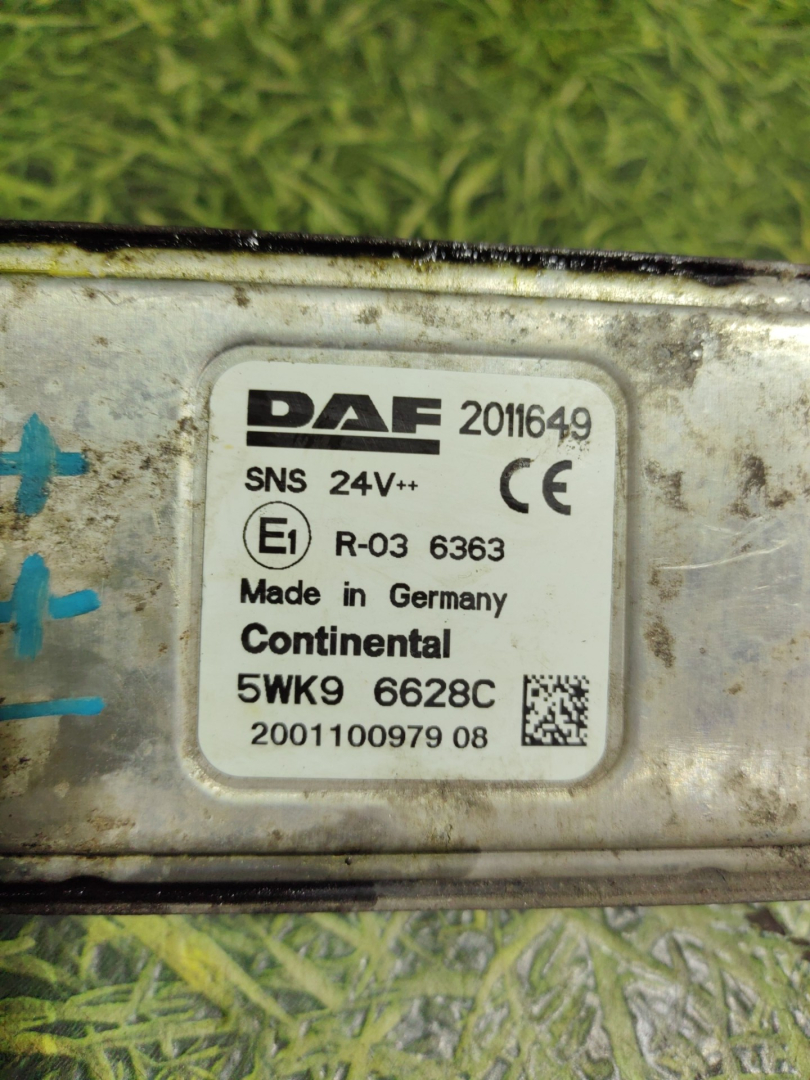 DAF 2011649
SNS 24V++ CE
E1 R-03 6363
Made in Germany
Continental
5WK9 6628C
2001100979 08